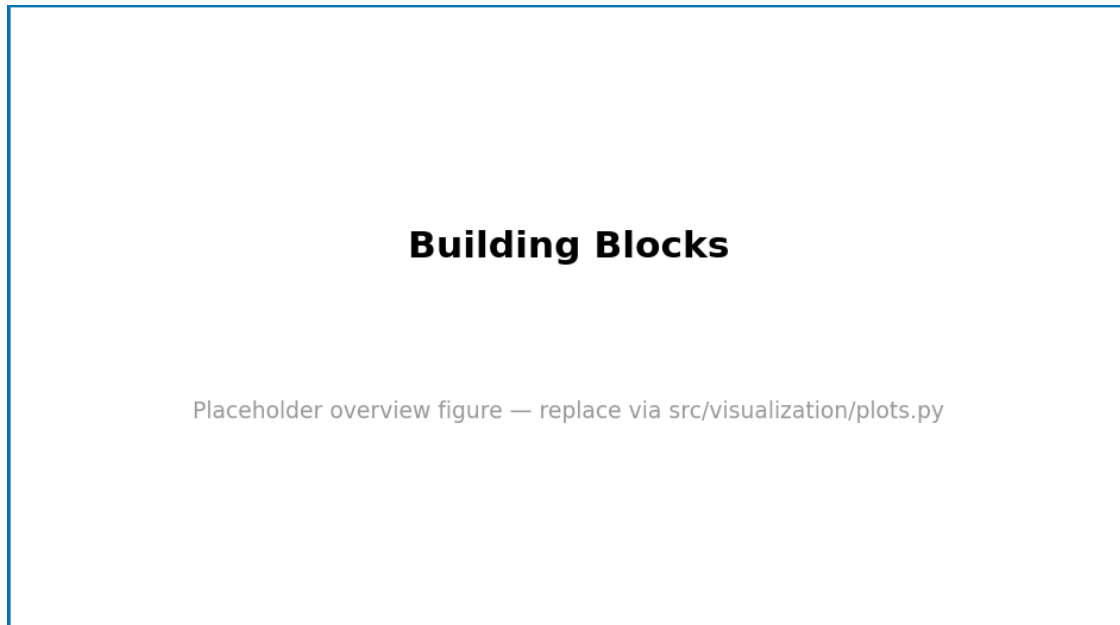 Building Blocks
Placeholder overview figure — replace via src/visualization/plots.py